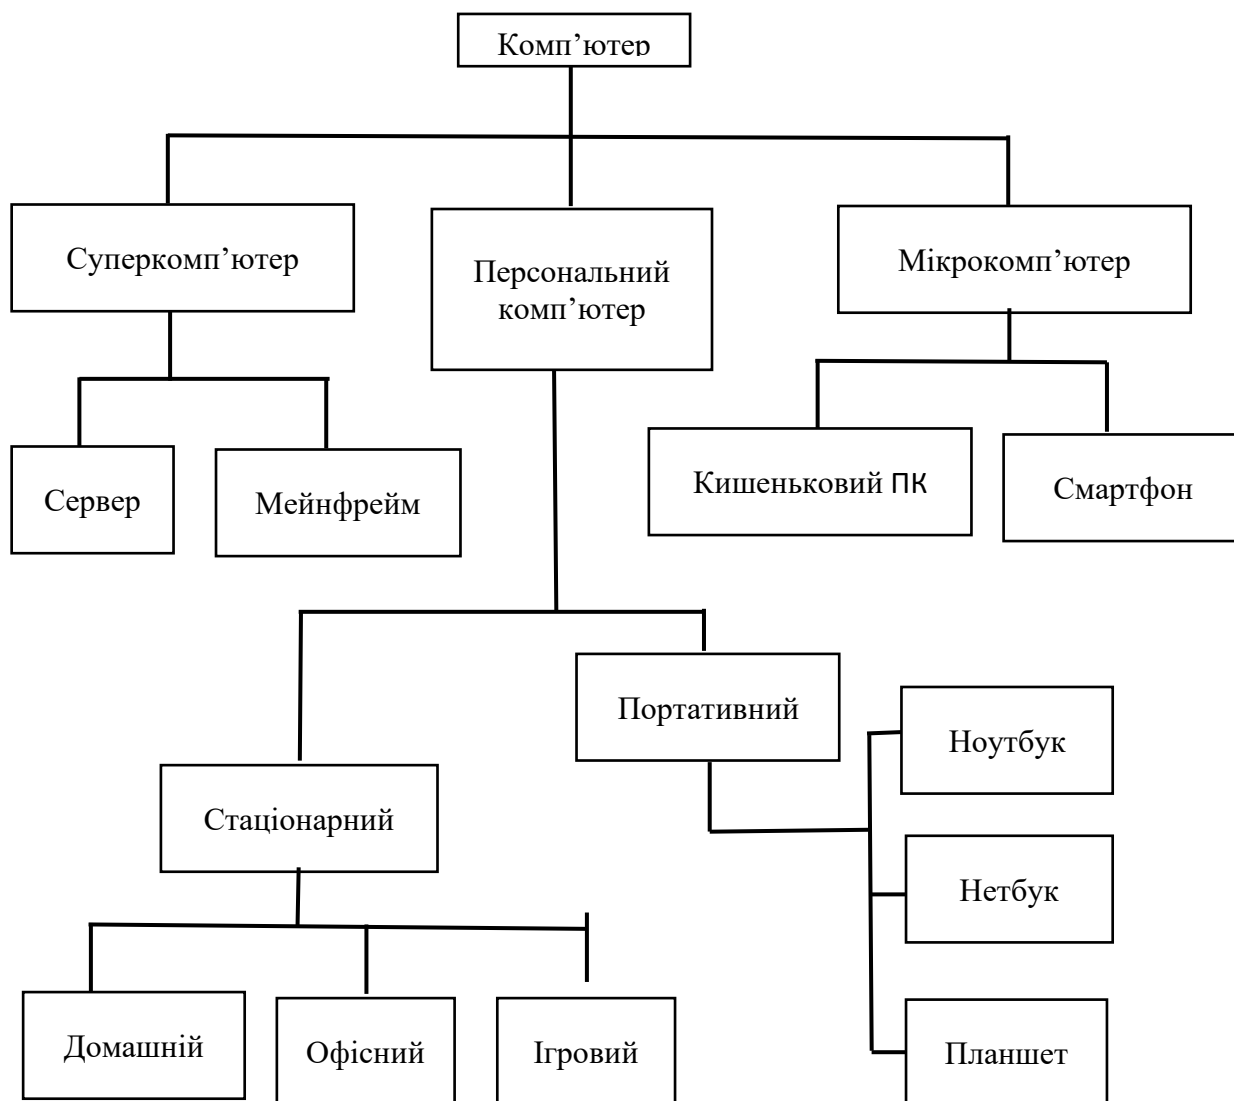 Комп’ютер
Суперкомп’ютер
Персональний
комп’ютер
Мікрокомп’ютер
Сервер
Мейнфрейм
Кишеньковий ПК
Смартфон
Портативний
Стаціонарний
Ноутбук
Нетбук
Планшет
Домашній
Офісний
Ігровий